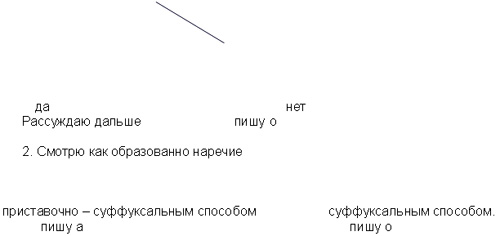 да нет
Рассуждаю дальше пишу о
2. Смотрю как образованно наречие
приставочно – суффуксальным способом суффуксальным способом.
пишу а пишу о